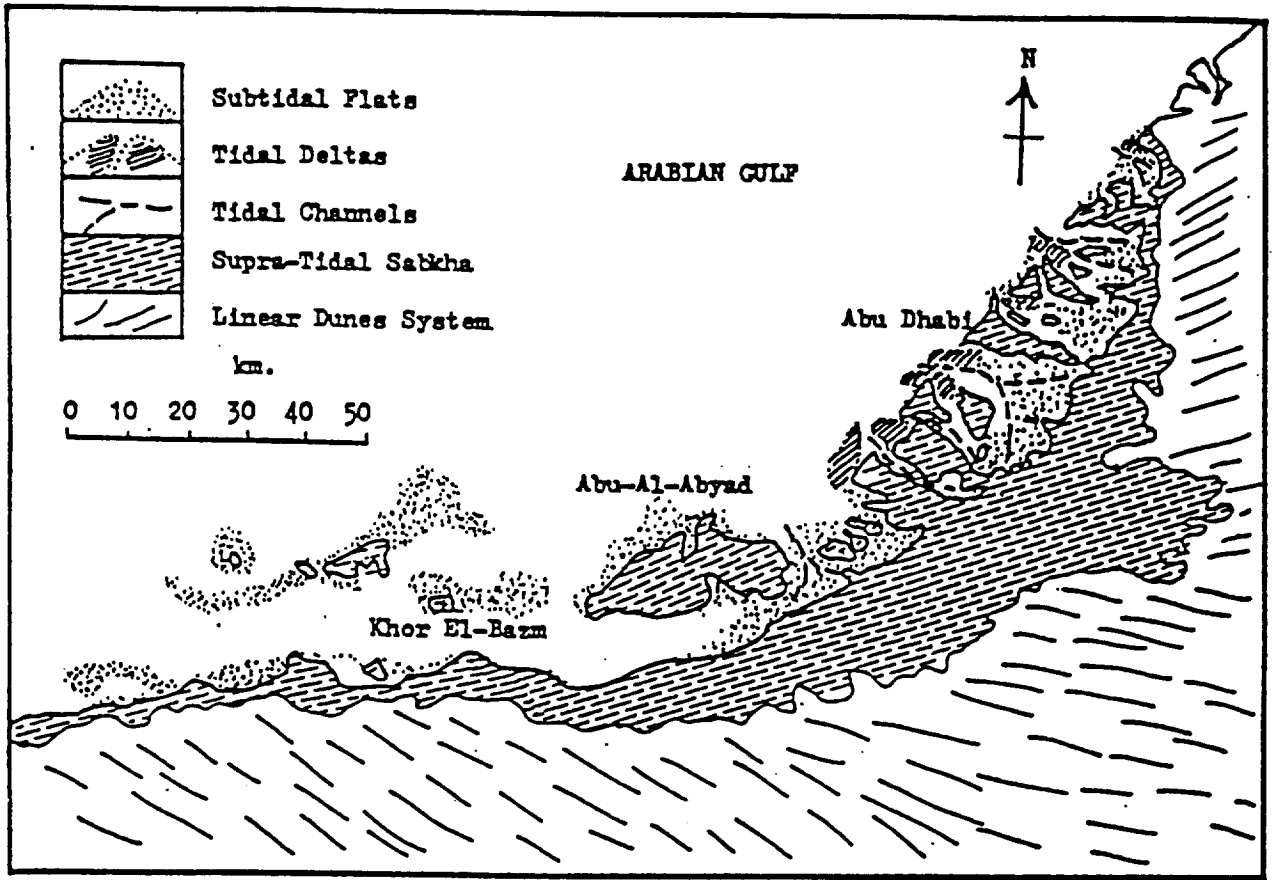 N
Subtidal Flats
Tidal Deltas
ARABIAN GULF
Tidal Channels
Supra-Tidal Sabkha
Linear Dunes System
Abu Dhabi
km.
0 10 20 30 40 50
Abu-Al-Abyad
Khor El-Bazm